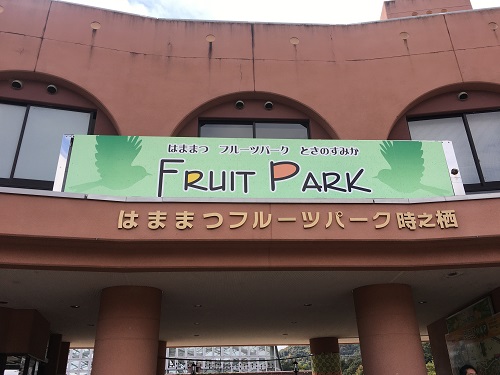 はままつ フルーツパーク ときのすみか
FRUIT PARK
はままつフルーツパーク時之栖